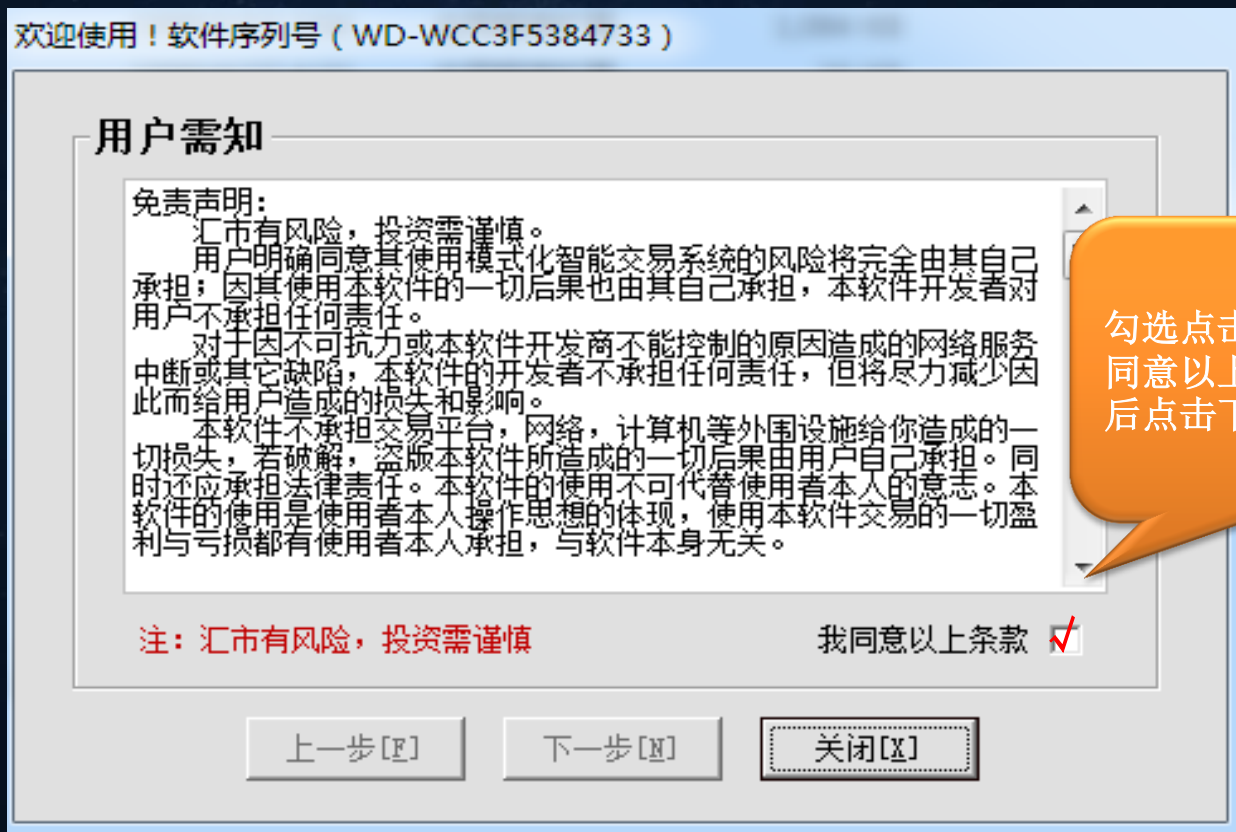 欢迎使用！软件序列号（WD-WCC3F5384733）
用户需知
免责声明：
汇市有风险，投资需谨慎。
用户明确同意其使用模式化智能交易系统的风险将完全由其自己
承担；因其使用本软件的一切后果也由其自己承担，本软件开发者对
用户不承担任何责任。
对于因不可抗力或本软件开发商不能控制的原因造成的网络服务
中断或其它缺陷，本软件的开发者不承担任何责任，但将尽力减少因
此而给用户造成的损失和影响。
本软件不承担交易平台，网络，计算机等外围设施给你造成的一
切损失，若破解，盗版本软件所造成的一切后果由用户自己承担。同
时还应承担法律责任。本软件的使用不可代替使用者本人的意志。本
软件的使用是使用者本人操作思想的体现，使用本软件交易的一切盈
利与亏损都有使用者本人承担，与软件本身无关。
勾选点
同意以
后点击
注：汇市有风险，投资需谨慎
我同意以上条款
上一步[F]
下一步[N]
关闭[X]